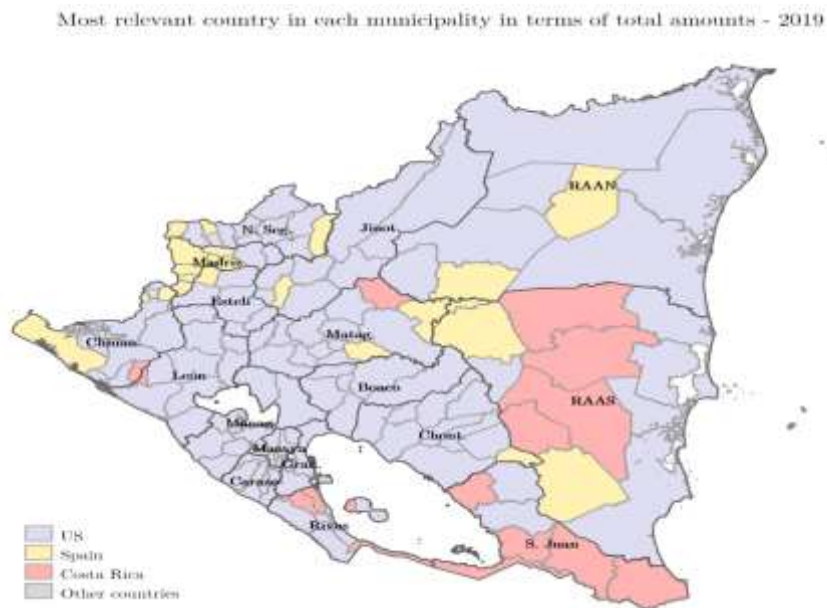 Most relevant country in each municipality in terms of total amounts - 2019
RAAN
N. Seg.
Jinot.
Madriz
Estelí
Chinan.
Matag.
León
Boaco
RAAS
Manag.
Chont.
Masaya
Gran.
Carazo
Rivas
S. Juan
US
Spain
Costa Rica
Other countries